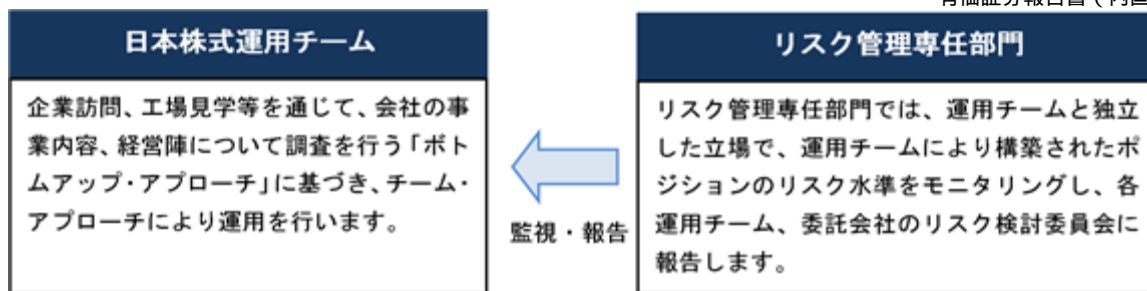 日本株式運用チーム
企業訪問、工場見学等を通じて、会社の事
業内容、経営陣について調査を行う「ボト
ムアップ・アプローチ」に基づき、チーム・
アプローチにより運用を行います。
監視・報告
リスク管理専任部門
リスク管理専任部門では、運用チームと独立
した立場で、運用チームにより構築されたポ
ジションのリスク水準をモニタリングし、各
運用チーム、委託会社のリスク検討委員会に
報告します。